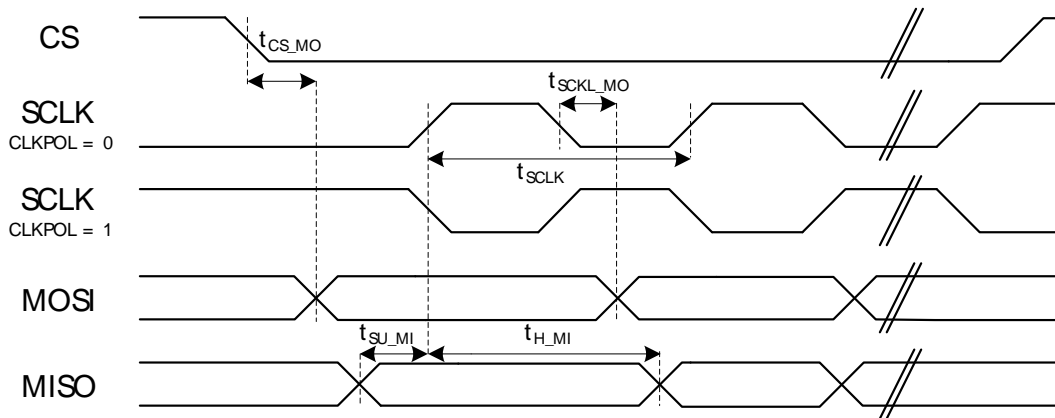 CS
tCS_MO
SCLK
CLKPOL = 0
tSCKL_MO
tSCLK
SCLK
CLKPOL = 1
MOSI
tSU_MI
tH_MI
MISO